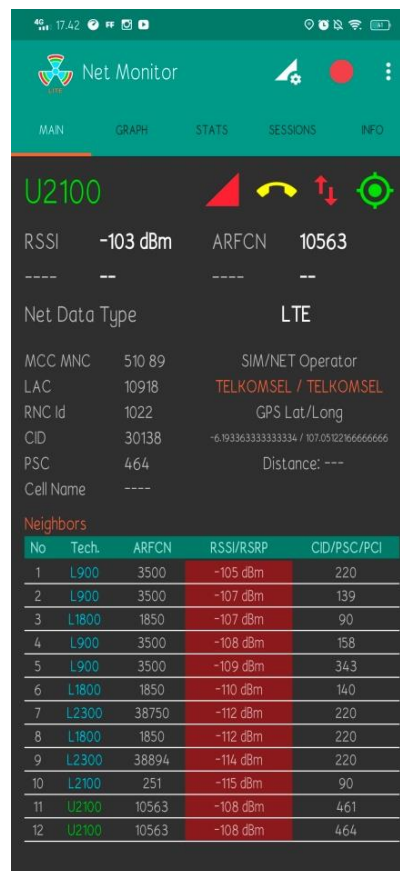 4G 17.42 FF
Net Monitor
LITE
MAIN GRAPH STATS SESSIONS INFO
U2100
RSSI -103 dBm ARFCN 10563
---- -- ---- --
Net Data Type LTE
MCC MNC 510 89 SIM/NET Operator
LAC 10918 TELKOMSEL / TELKOMSEL
RNC Id 1022 GPS Lat/Long
CID 30138 -6.193363333333334 / 107.05122166666666
PSC 464 Distance: ---
Cell Name ----
Neighbors
No Tech. ARFCN RSSI/RSRP CID/PSC/PCI
1 L900 3500 -105 dBm 220
2 L900 3500 -107 dBm 139
3 L1800 1850 -107 dBm 90
4 L900 3500 -108 dBm 158
5 L900 3500 -109 dBm 343
6 L1800 1850 -110 dBm 140
7 L2300 38750 -112 dBm 220
8 L1800 1850 -112 dBm 220
9 L2300 38894 -114 dBm 220
10 L2100 251 -115 dBm 90
11 U2100 10563 -108 dBm 461
12 U2100 10563 -108 dBm 464